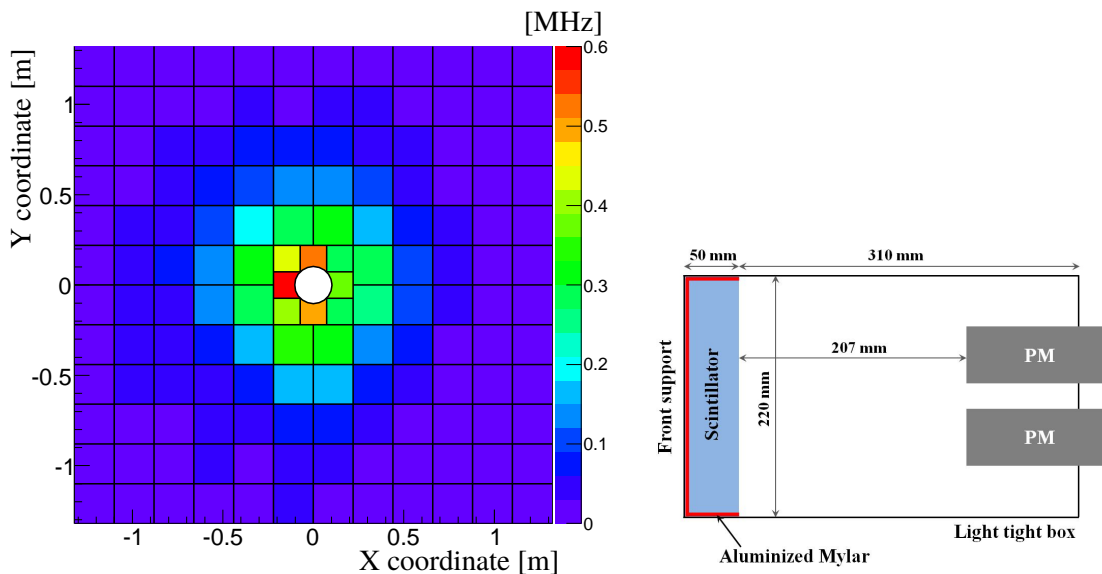 [MHz]
Y coordinate [m]
1
0.5
0
-0.5
-1
-1
-0.5
0
0.5
1
X coordinate [m]
0.6
0.5
0.4
0.3
0.2
0.1
0
50 mm
310 mm
Front support
Scintillator
220 mm
207 mm
PM
PM
Light tight box
Aluminized Mylar